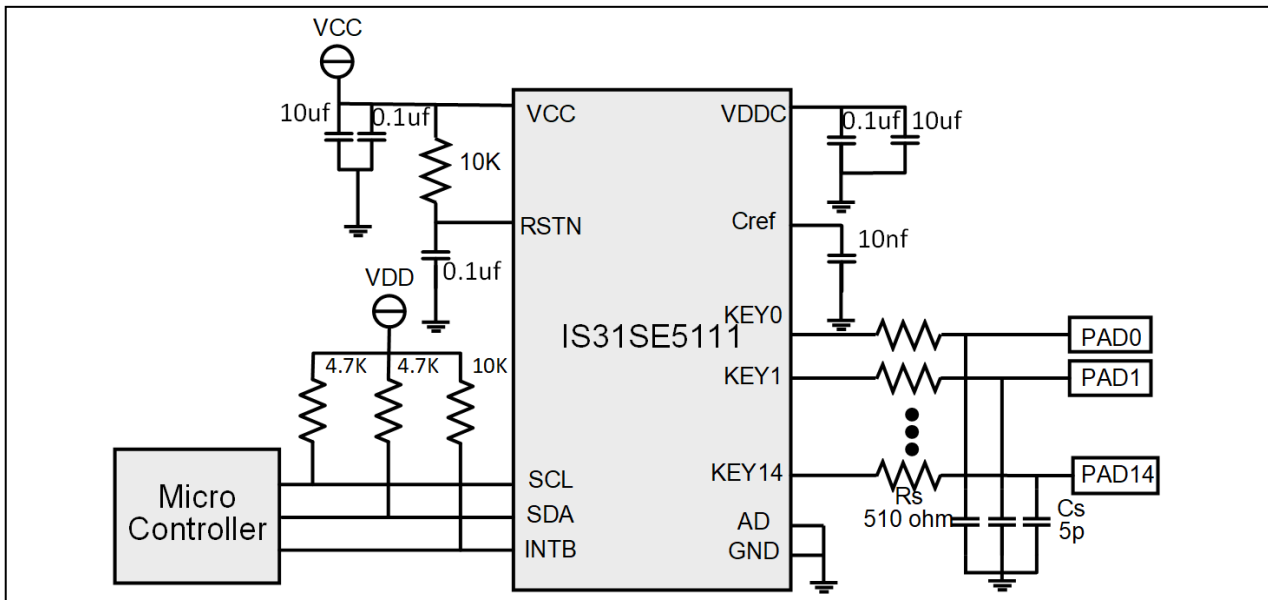 VCC
10uf
0.1uf
10K
VCC
RSTN
0.1uf
VDD
4.7K
4.7K
10K
Micro
Controller
SCL
SDA
INTB
IS31SE5111
VDDC
0.1uf
10uf
Cref
10nf
KEY0
KEY1
KEY14
AD
GND
Rs
510 ohm
Cs
5p
PAD0
PAD1
PAD14